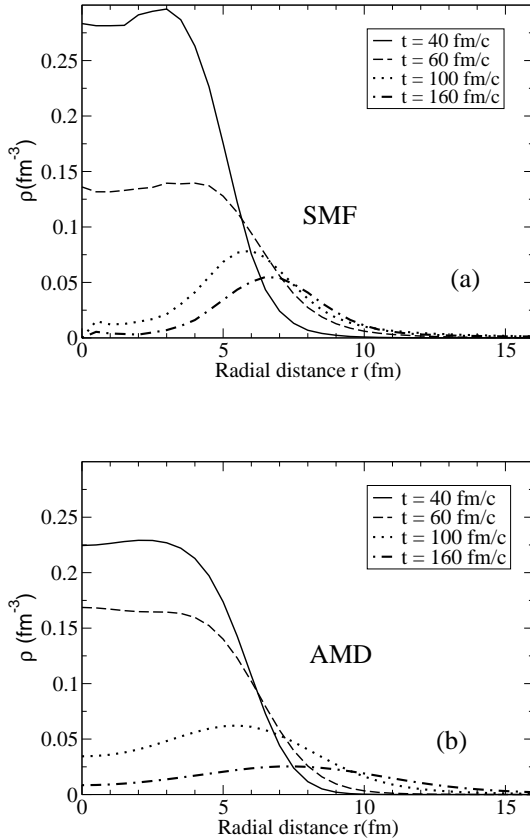 t = 40 fm/c
t = 60 fm/c
t = 100 fm/c
t = 160 fm/c
0.25
0.2
0.15
0.1
0.05
0
ρ(fm-3)
SMF
(a)
0 5 10 15
Radial distance r (fm)
t = 40 fm/c
t = 60 fm/c
t = 100 fm/c
t = 160 fm/c
0.25
0.2
0.15
0.1
0.05
0
ρ (fm-3)
AMD
(b)
0 5 10 15
Radial distance r(fm)